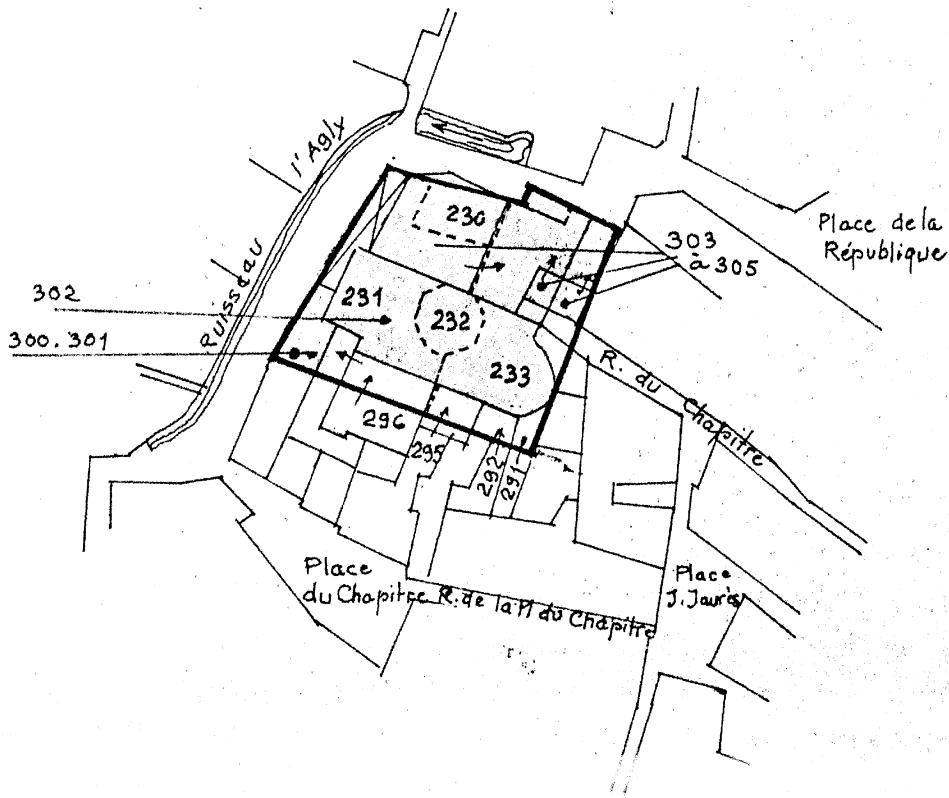 l'Agly
Ruisseau
Place de la
République
230
303
à 305
302
231
232
300.301
233
R. du Chapitre
296
295
292
291
Place
du Chapitre
R. de la Pl du Chapitre
Place
J. Jaurès